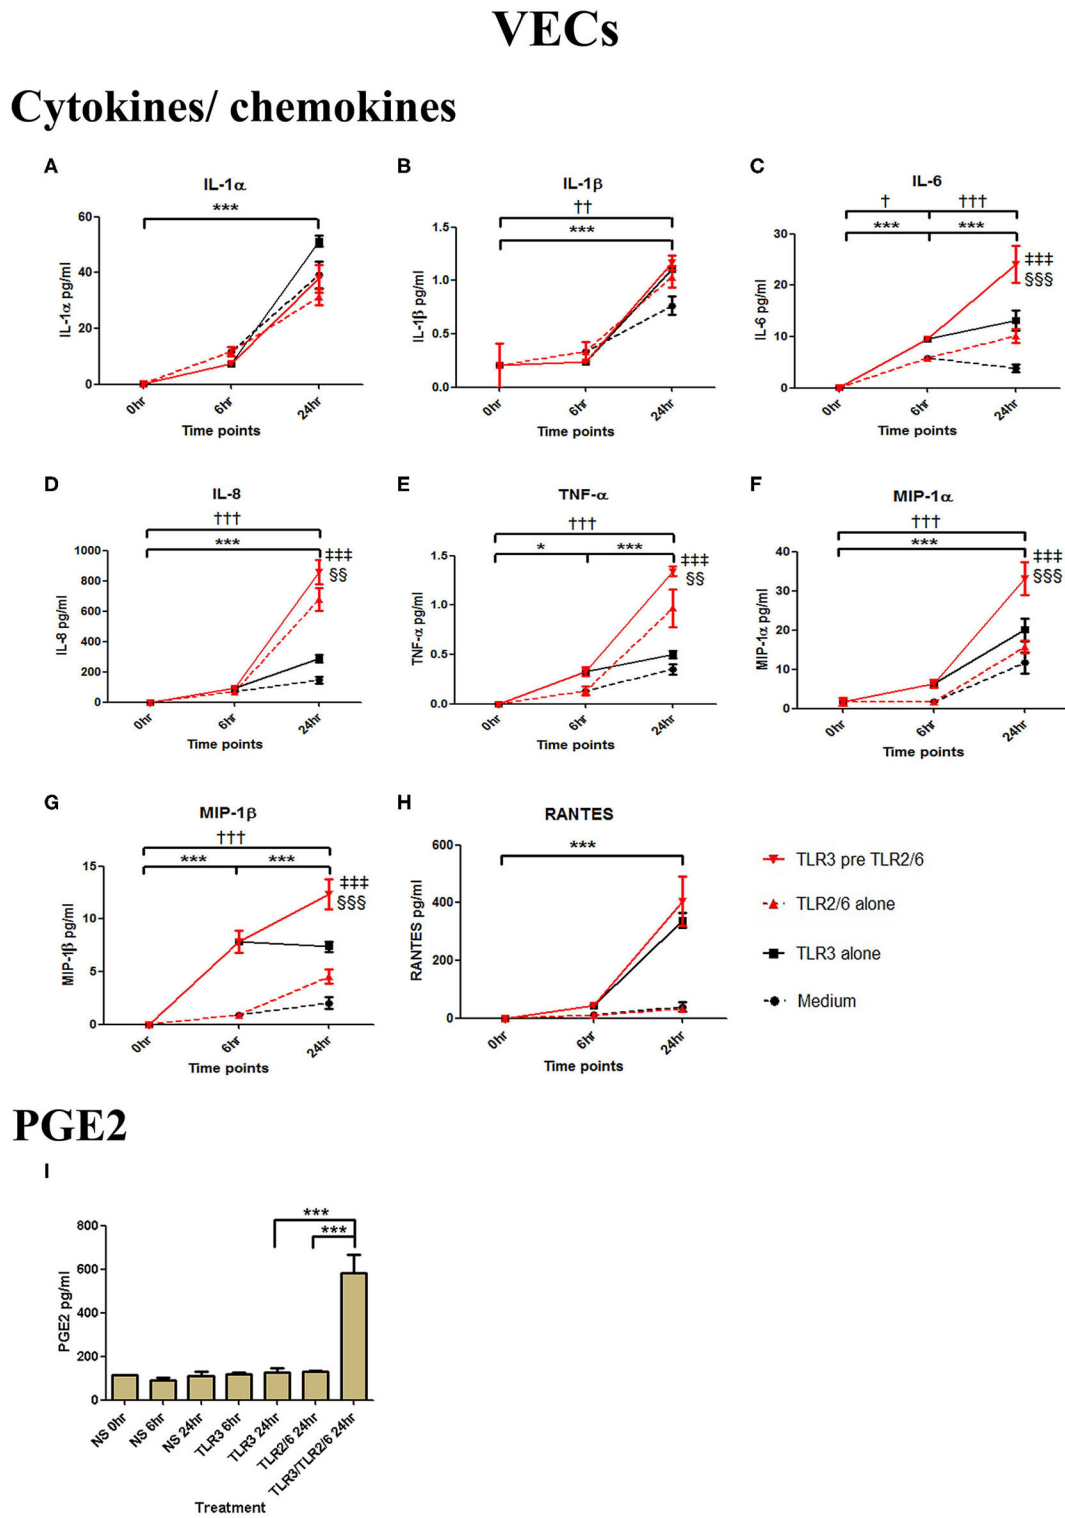 VECs
Cytokines/ chemokines
A
IL-1α
***
60
40
20
0
IL-1α pg/ml
0hr
6hr
24hr
Time points
B
IL-1β
††
***
1.5
1.0
0.5
0.0
IL-1β pg/ml
0hr
6hr
24hr
Time points
C
IL-6
† †††
*** ***
30
20
10
0
IL-6 pg/ml
‡‡‡
§§§
0hr
6hr
24hr
Time points
D
IL-8
†††
***
1000
800
600
400
200
0
IL-8 pg/ml
‡‡‡
§§
0hr
6hr
24hr
Time points
E
TNF-α
†††
* ***
1.5
1.0
0.5
0.0
TNF-α pg/ml
‡‡‡
§§
0hr
6hr
24hr
Time points
F
MIP-1α
†††
***
40
30
20
10
0
MIP-1α pg/ml
‡‡‡
§§§
0hr
6hr
24hr
Time points
G
MIP-1β
†††
*** ***
15
10
5
0
MIP-1β pg/ml
‡‡‡
§§§
0hr
6hr
24hr
Time points
H
RANTES
***
600
400
200
0
RANTES pg/ml
0hr
6hr
24hr
Time points
TLR3 pre TLR2/6
TLR2/6 alone
TLR3 alone
Medium
PGE2
I
***
***
800
600
400
200
0
PGE2 pg/ml
NS 0hr
NS 6hr
NS 24hr
TLR3 6hr
TLR3 24hr
TLR2/6 24hr
TLR3/TLR2/6 24hr
Treatment